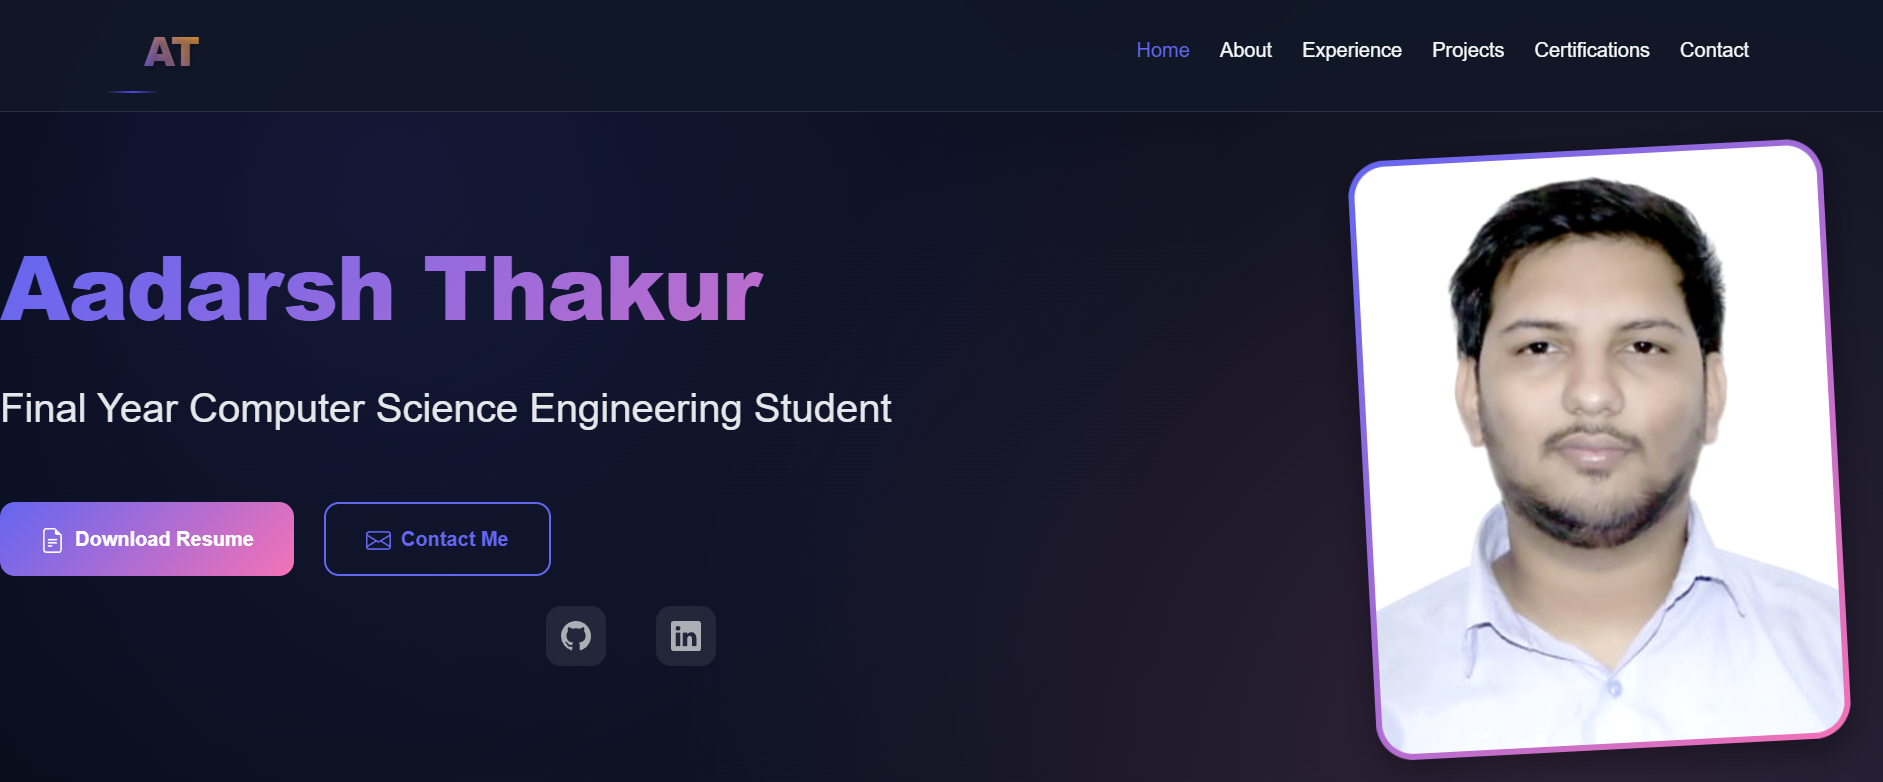 AT
Home About Experience Projects Certifications Contact
Aadarsh Thakur
Final Year Computer Science Engineering Student
Download Resume Contact Me
in